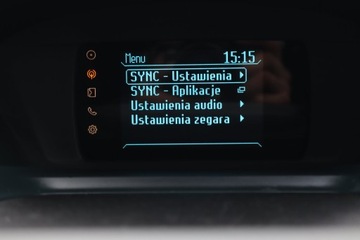 Menu 15:15
SYNC - Ustawienia
SYNC - Aplikacje
Ustawienia audio
Ustawienia zegara